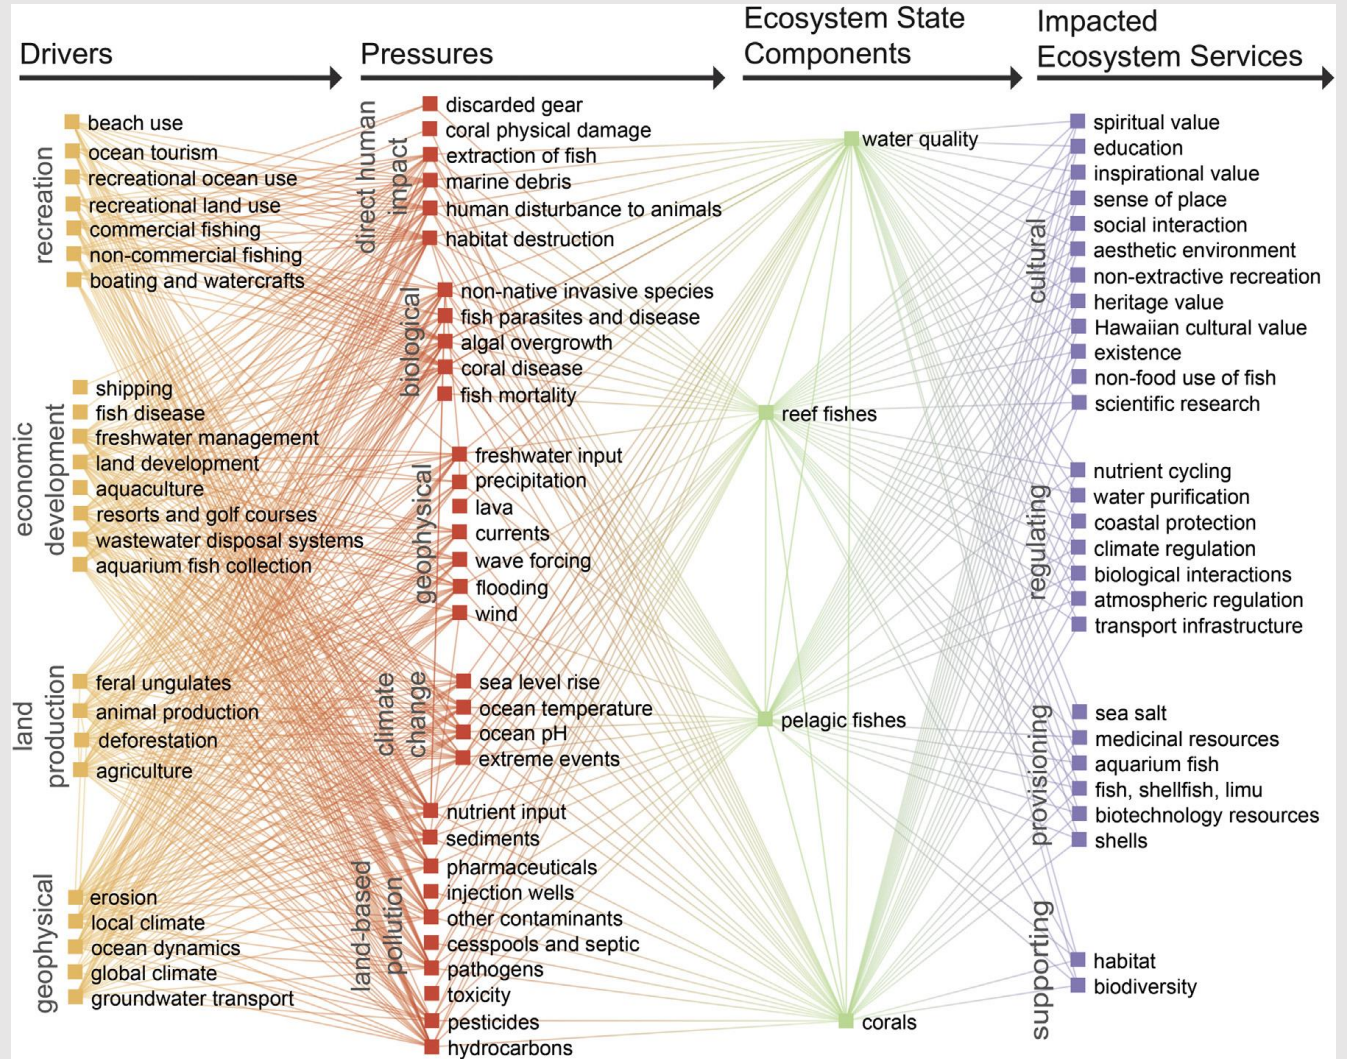 Drivers
Pressures
Ecosystem State
Components
Impacted
Ecosystem Services
recreation
beach use
ocean tourism
recreational ocean use
recreational land use
commercial fishing
non-commercial fishing
boating and watercrafts
economic
development
shipping
fish disease
freshwater management
land development
aquaculture
resorts and golf courses
wastewater disposal systems
aquarium fish collection
land
production
feral ungulates
animal production
deforestation
agriculture
geophysical
erosion
local climate
ocean dynamics
global climate
groundwater transport
direct human
impact
discarded gear
coral physical damage
extraction of fish
marine debris
human disturbance to animals
habitat destruction
biological
non-native invasive species
fish parasites and disease
algal overgrowth
coral disease
fish mortality
geophysical
freshwater input
precipitation
lava
currents
wave forcing
flooding
wind
climate
change
sea level rise
ocean temperature
ocean pH
extreme events
land-based
pollution
nutrient input
sediments
pharmaceuticals
injection wells
other contaminants
cesspools and septic
pathogens
toxicity
pesticides
hydrocarbons
water quality
reef fishes
pelagic fishes
corals
cultural
spiritual value
education
inspirational value
sense of place
social interaction
aesthetic environment
non-extractive recreation
heritage value
Hawaiian cultural value
existence
non-food use of fish
scientific research
regulating
nutrient cycling
water purification
coastal protection
climate regulation
biological interactions
atmospheric regulation
transport infrastructure
provisioning
sea salt
medicinal resources
aquarium fish
fish, shellfish, limu
biotechnology resources
shells
supporting
habitat
biodiversity